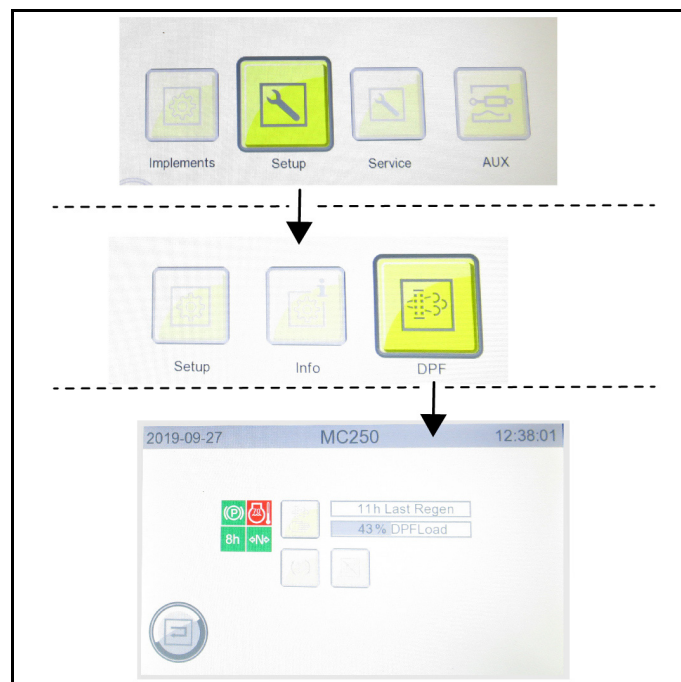 Implements Setup Service AUX
Setup Info DPF
2019-09-27 MC250 12:38:01
(P)
11h Last Regen
8h N 43% DPFLoad